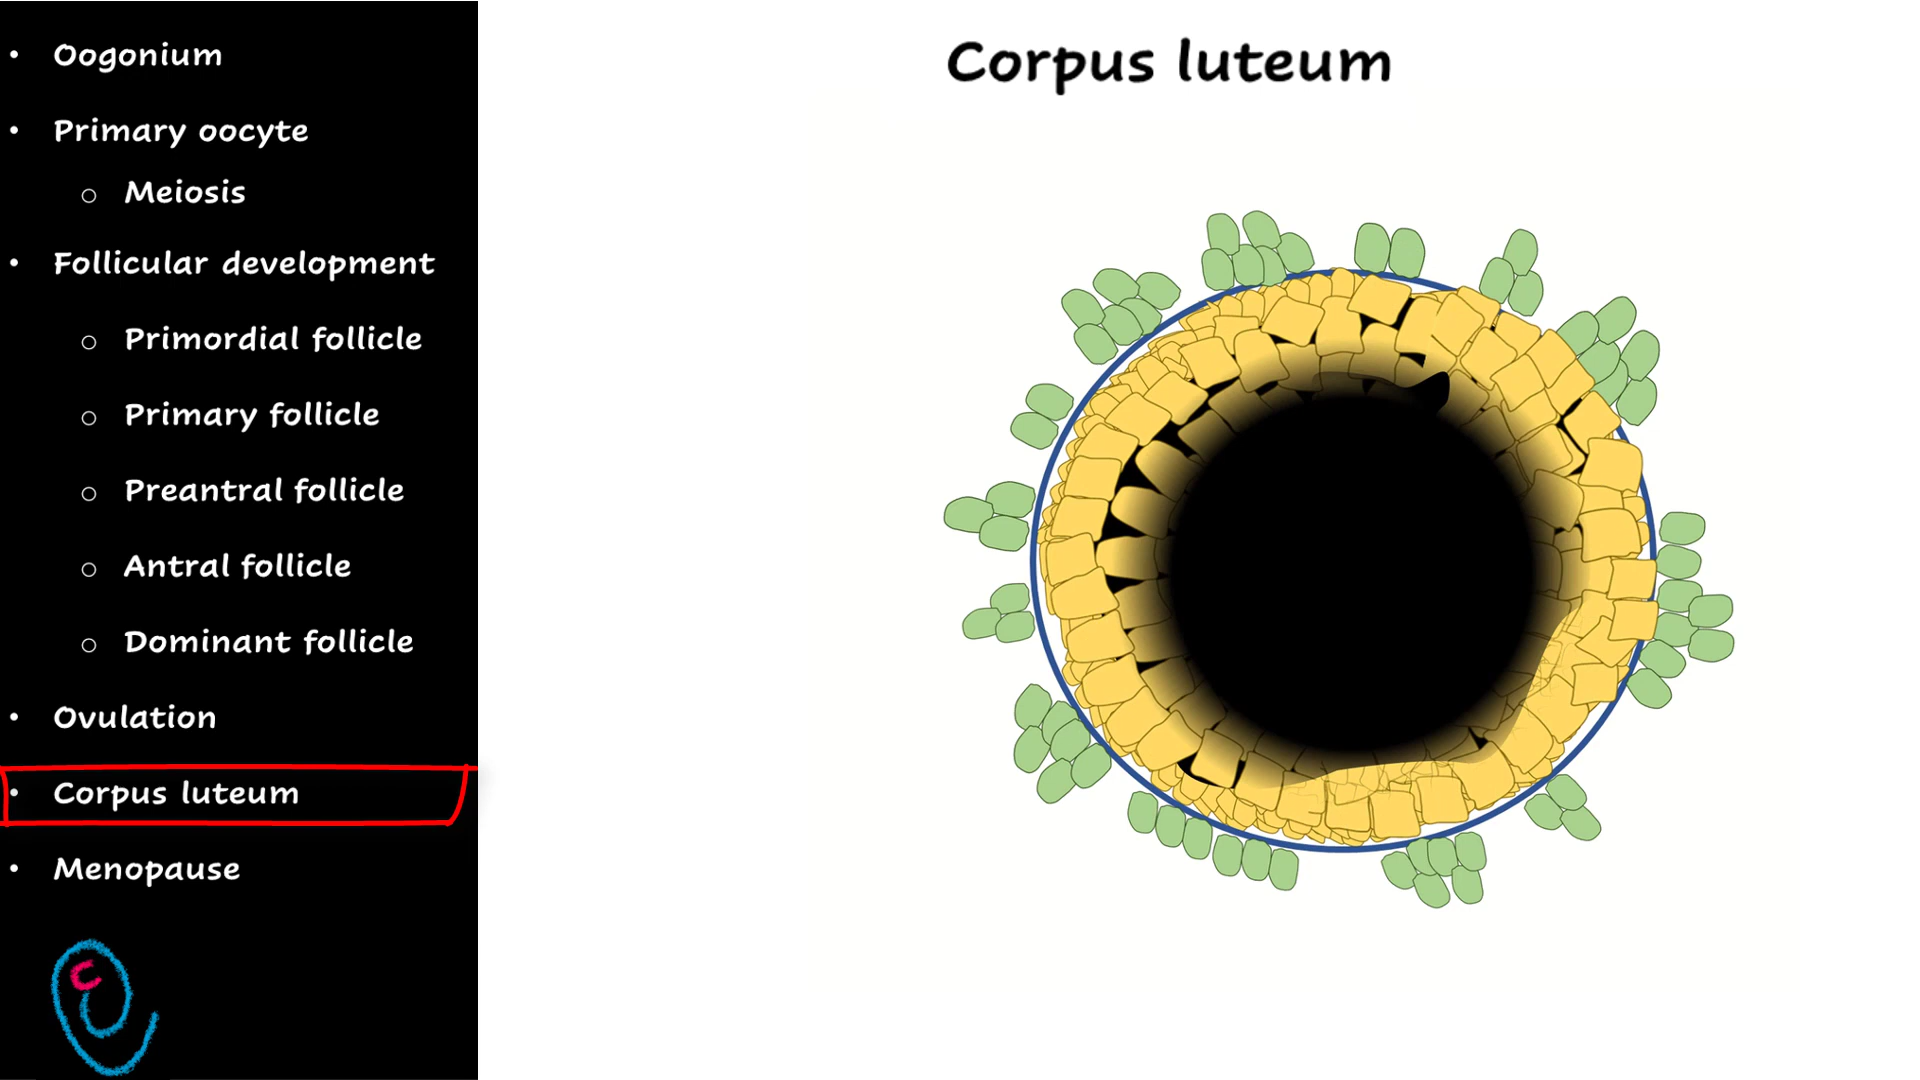 • Oogonium
• Primary oocyte
o Meiosis
• Follicular development
o Primordial follicle
o Primary follicle
o Preantral follicle
o Antral follicle
o Dominant follicle
• Ovulation
• Corpus luteum
• Menopause
Corpus luteum